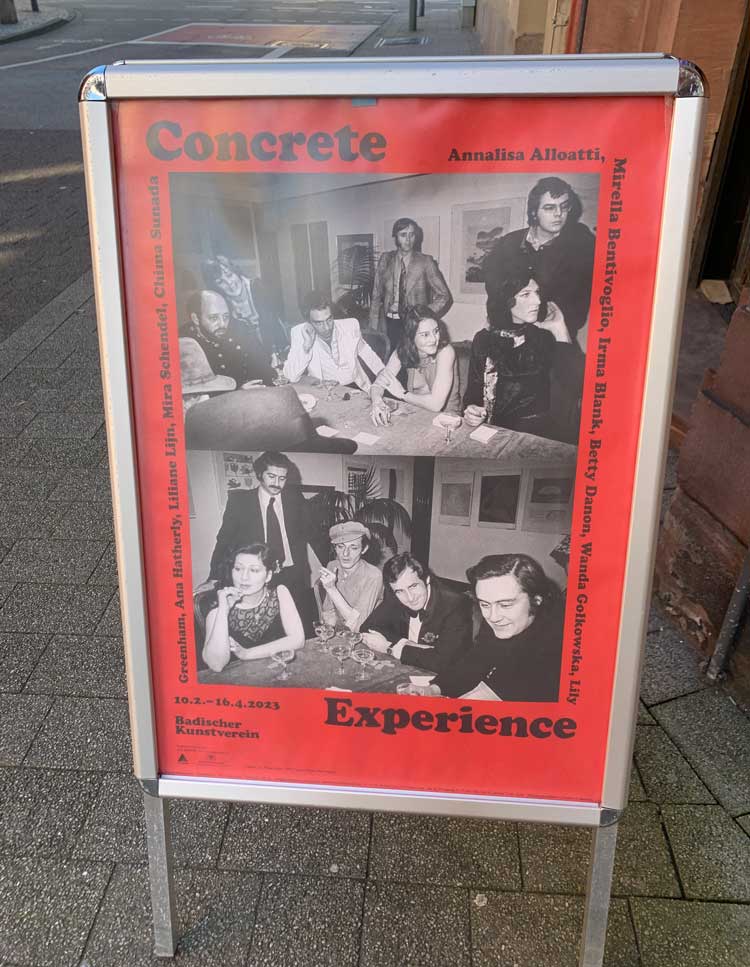 Concrete
Annalisa Alloatti,
Mirella Bentivoglio, Irma Blank, Betty Danon, Wanda Gołkowska, Lily
Greenham, Ana Hatherly, Liliane Lijn, Mira Schendel, Chima Sunada
10.2.–16.4.2023
Badischer
Kunstverein
Experience